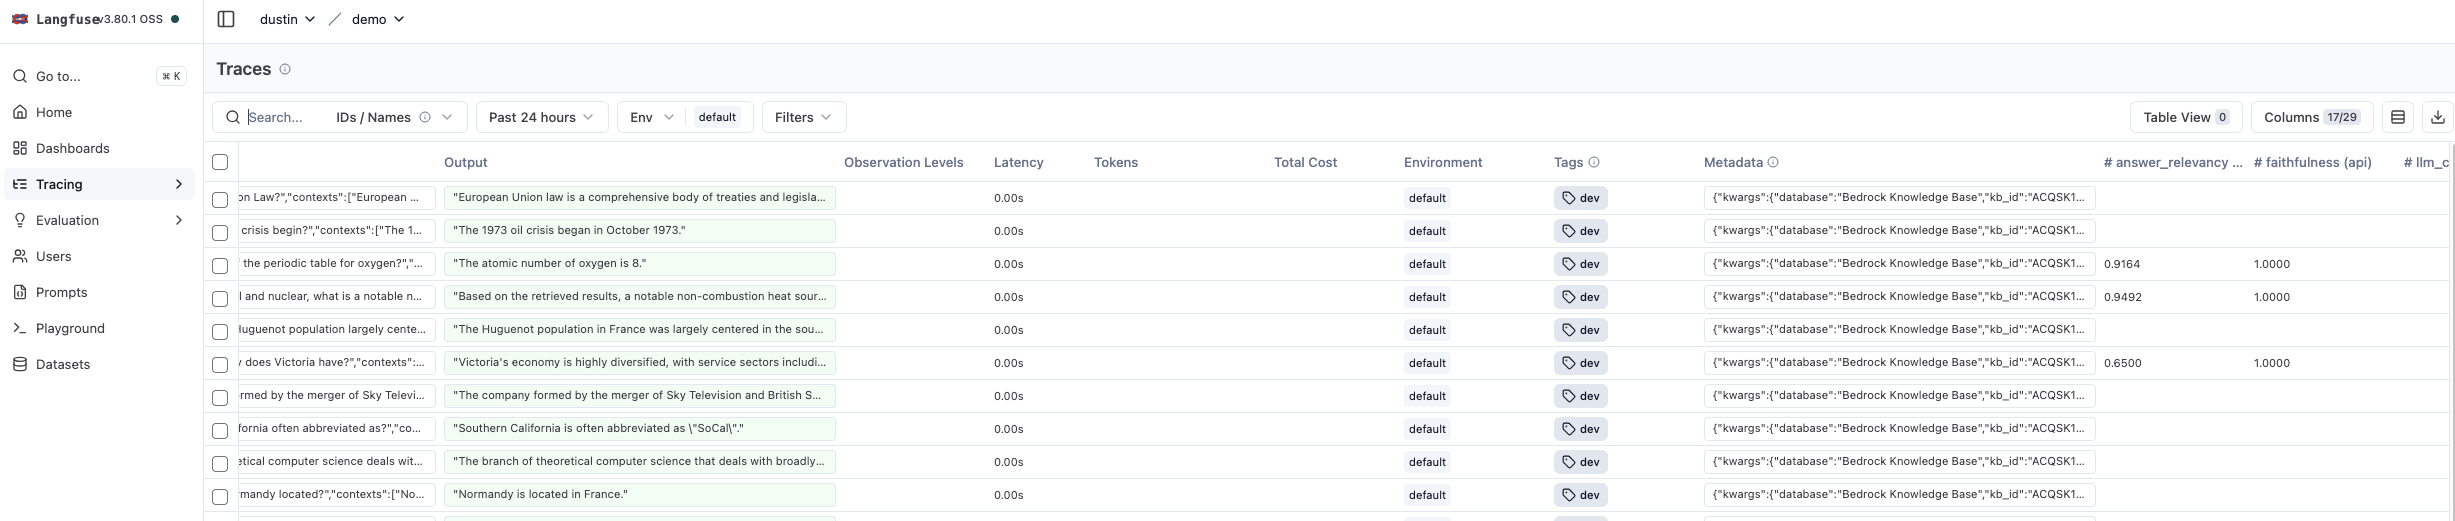 Langfuse v3.80.1 OSS
dustin / demo
Traces
Go to... ⌘ K
Home
Dashboards
Tracing
Evaluation
Users
Prompts
Playground
Datasets
Search... IDs / Names Past 24 hours Env default Filters Table View 0 Columns 17/29
Output Observation Levels Latency Tokens Total Cost Environment Tags Metadata # answer_relevancy ... # faithfulness (api) # llm_c
on Law?","contexts":["European ... "European Union law is a comprehensive body of treaties and legisla... 0.00s default dev {"kwargs":{"database":"Bedrock Knowledge Base","kb_id":"ACQSK1...
crisis begin?","contexts":["The 1... "The 1973 oil crisis began in October 1973." 0.00s default dev {"kwargs":{"database":"Bedrock Knowledge Base","kb_id":"ACQSK1...
the periodic table for oxygen?","... "The atomic number of oxygen is 8." 0.00s default dev {"kwargs":{"database":"Bedrock Knowledge Base","kb_id":"ACQSK1... 0.9164 1.0000
l and nuclear, what is a notable n... "Based on the retrieved results, a notable non-combustion heat sour... 0.00s default dev {"kwargs":{"database":"Bedrock Knowledge Base","kb_id":"ACQSK1... 0.9492 1.0000
Huguenot population largely cente... "The Huguenot population in France was largely centered in the sou... 0.00s default dev {"kwargs":{"database":"Bedrock Knowledge Base","kb_id":"ACQSK1...
y does Victoria have?","contexts":... "Victoria's economy is highly diversified, with service sectors includi... 0.00s default dev {"kwargs":{"database":"Bedrock Knowledge Base","kb_id":"ACQSK1... 0.6500 1.0000
rmed by the merger of Sky Televi... "The company formed by the merger of Sky Television and British S... 0.00s default dev {"kwargs":{"database":"Bedrock Knowledge Base","kb_id":"ACQSK1...
fornia often abbreviated as?","co... "Southern California is often abbreviated as \"SoCal\"." 0.00s default dev {"kwargs":{"database":"Bedrock Knowledge Base","kb_id":"ACQSK1...
etical computer science deals wit... "The branch of theoretical computer science that deals with broadly... 0.00s default dev {"kwargs":{"database":"Bedrock Knowledge Base","kb_id":"ACQSK1...
mandy located?","contexts":["No... "Normandy is located in France." 0.00s default dev {"kwargs":{"database":"Bedrock Knowledge Base","kb_id":"ACQSK1...